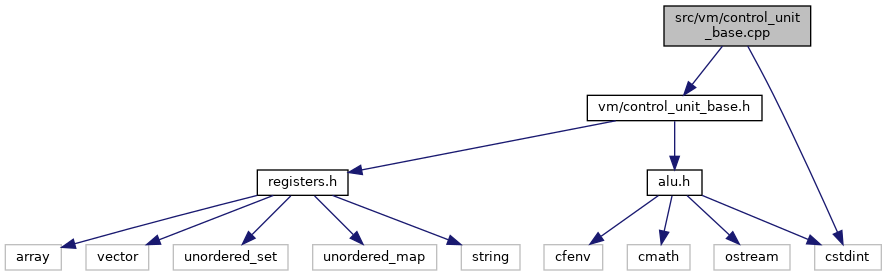 src/vm/control_unit
_base.cpp
vm/control_unit_base.h
registers.h
alu.h
array
vector
unordered_set
unordered_map
string
cfenv
cmath
ostream
cstdint